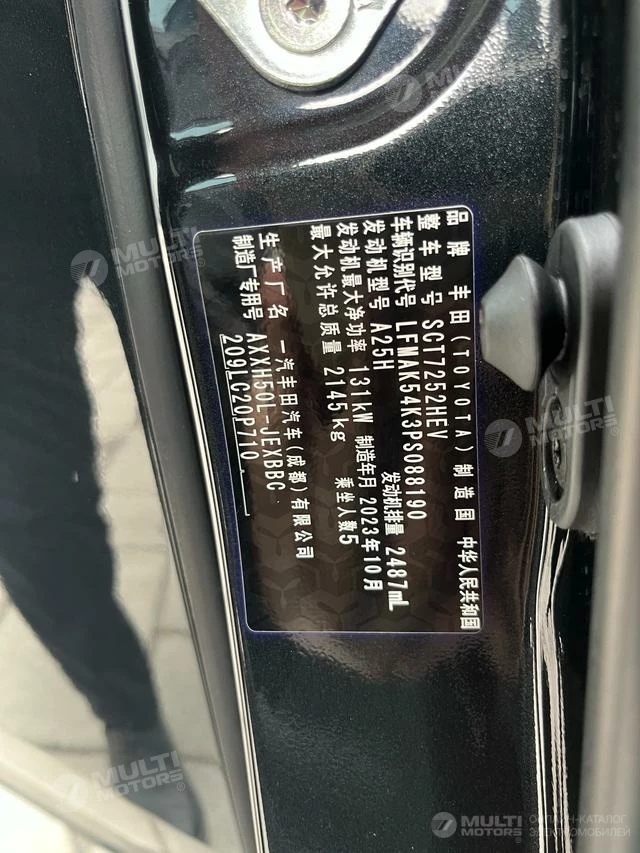 品牌 丰田(TOYOTA) 制造国 中华人民共和国
整车型号 SCT7252HEV
车辆识别代号 LFMAK54K3PS088190
发动机型号 A25H 发动机排量 2487mL
发动机最大净功率 131kW 制造年月 2023年10月
最大允许总质量 2145kg 乘坐人数5
生产厂名 一汽丰田汽车(成都)有限公司
制造厂专用号 AXXH50L-JEXBBC
209LC20P710
MULTI MOTORS®
MULTI MOTORS®
MULTI MOTORS®
MULTI MOTORS®
MULTI MOTORS®
MULTI MOTORS® ОНЛАЙН-КАТАЛОГ ЭЛЕКТРОМОБИЛЕЙ